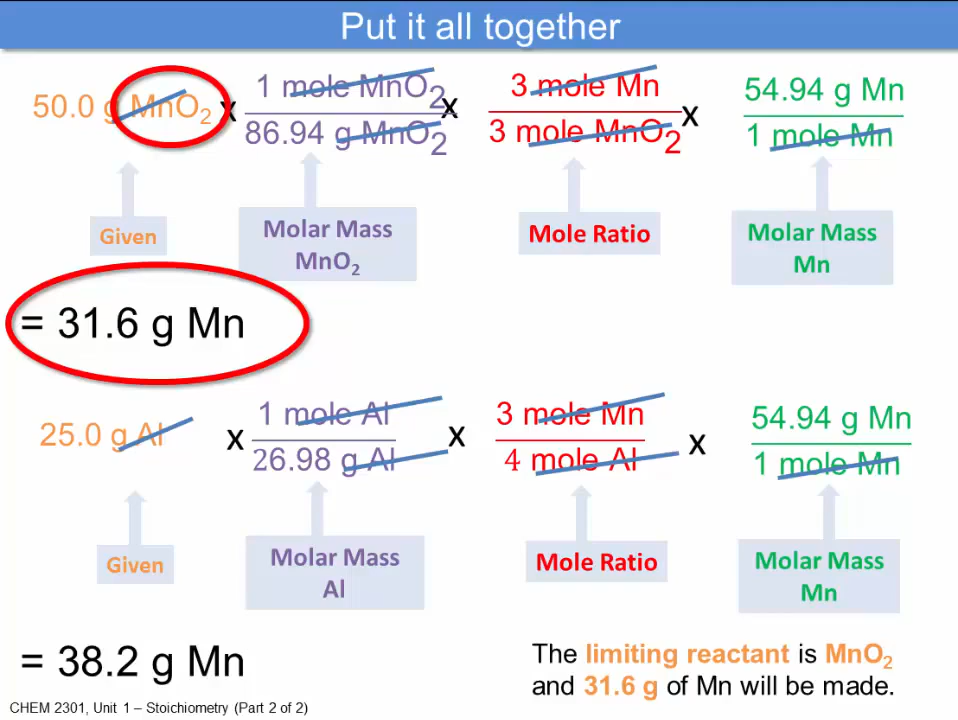 Put it all together
50.0 g MnO₂ x 1 mole MnO₂ x 3 mole Mn x 54.94 g Mn
86.94 g MnO₂ 3 mole MnO₂ 1 mole Mn
Given
Molar Mass
MnO₂
Mole Ratio
Molar Mass
Mn
= 31.6 g Mn
25.0 g Al x 1 mole Al x 3 mole Mn x 54.94 g Mn
26.98 g Al 4 mole Al 1 mole Mn
Given
Molar Mass
Al
Mole Ratio
Molar Mass
Mn
= 38.2 g Mn
The limiting reactant is MnO₂
and 31.6 g of Mn will be made.
CHEM 2301, Unit 1 – Stoichiometry (Part 2 of 2)